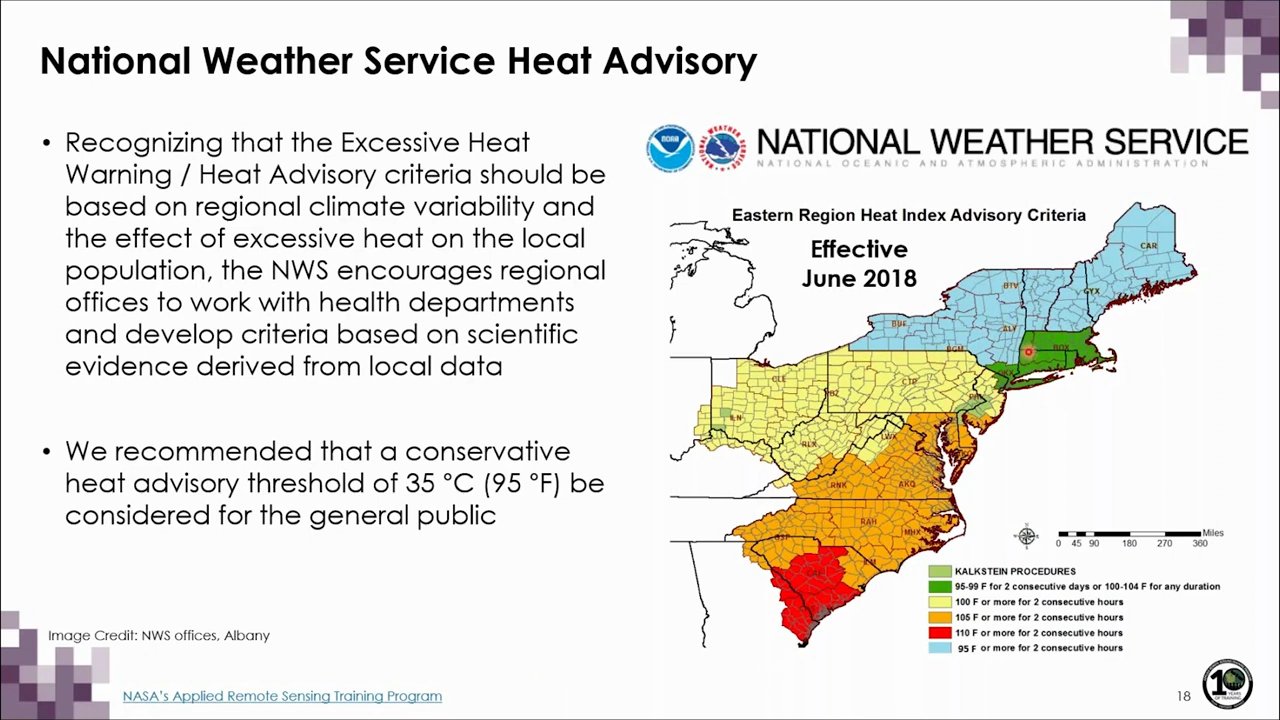 National Weather Service Heat Advisory
• Recognizing that the Excessive Heat
Warning / Heat Advisory criteria should be
based on regional climate variability and
the effect of excessive heat on the local
population, the NWS encourages regional
offices to work with health departments
and develop criteria based on scientific
evidence derived from local data
• We recommended that a conservative
heat advisory threshold of 35 °C (95 °F) be
considered for the general public
Image Credit: NWS offices, Albany
NASA's Applied Remote Sensing Training Program
NOAA
NATIONAL WEATHER SERVICE
NATIONAL OCEANIC AND ATMOSPHERIC ADMINISTRATION
Eastern Region Heat Index Advisory Criteria
Effective
June 2018
CAR
BTV
GYX
BUF
ALY
BGM
BOX
CLE
CTP
PBZ
PHI
ILN
RLX
LWX
RNK
AKQ
RAH
MHX
GSP
Miles
0 45 90 180 270 360
KALKSTEIN PROCEDURES
95-99 F for 2 consecutive days or 100-104 F for any duration
100 F or more for 2 consecutive hours
105 F or more for 2 consecutive hours
110 F or more for 2 consecutive hours
95 F or more for 2 consecutive hours
18
10
YEARS
OF TRAINING